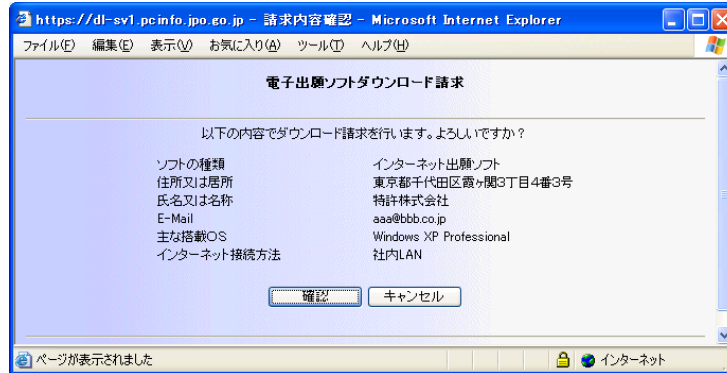 https://dl-sv1.pcinfo.jpo.go.jp - 請求内容確認 - Microsoft Internet Explorer
ファイル(F) 編集(E) 表示(V) お気に入り(A) ツール(T) ヘルプ(H)
電子出願ソフトダウンロード請求
以下の内容でダウンロード請求を行います。よろしいですか？
ソフトの種類 インターネット出願ソフト
住所又は居所 東京都千代田区霞ヶ関3丁目4番3号
氏名又は名称 特許株式会社
E-Mail aaa@bbb.co.jp
主な搭載OS Windows XP Professional
インターネット接続方法 社内LAN
確認 キャンセル
ページが表示されました インターネット